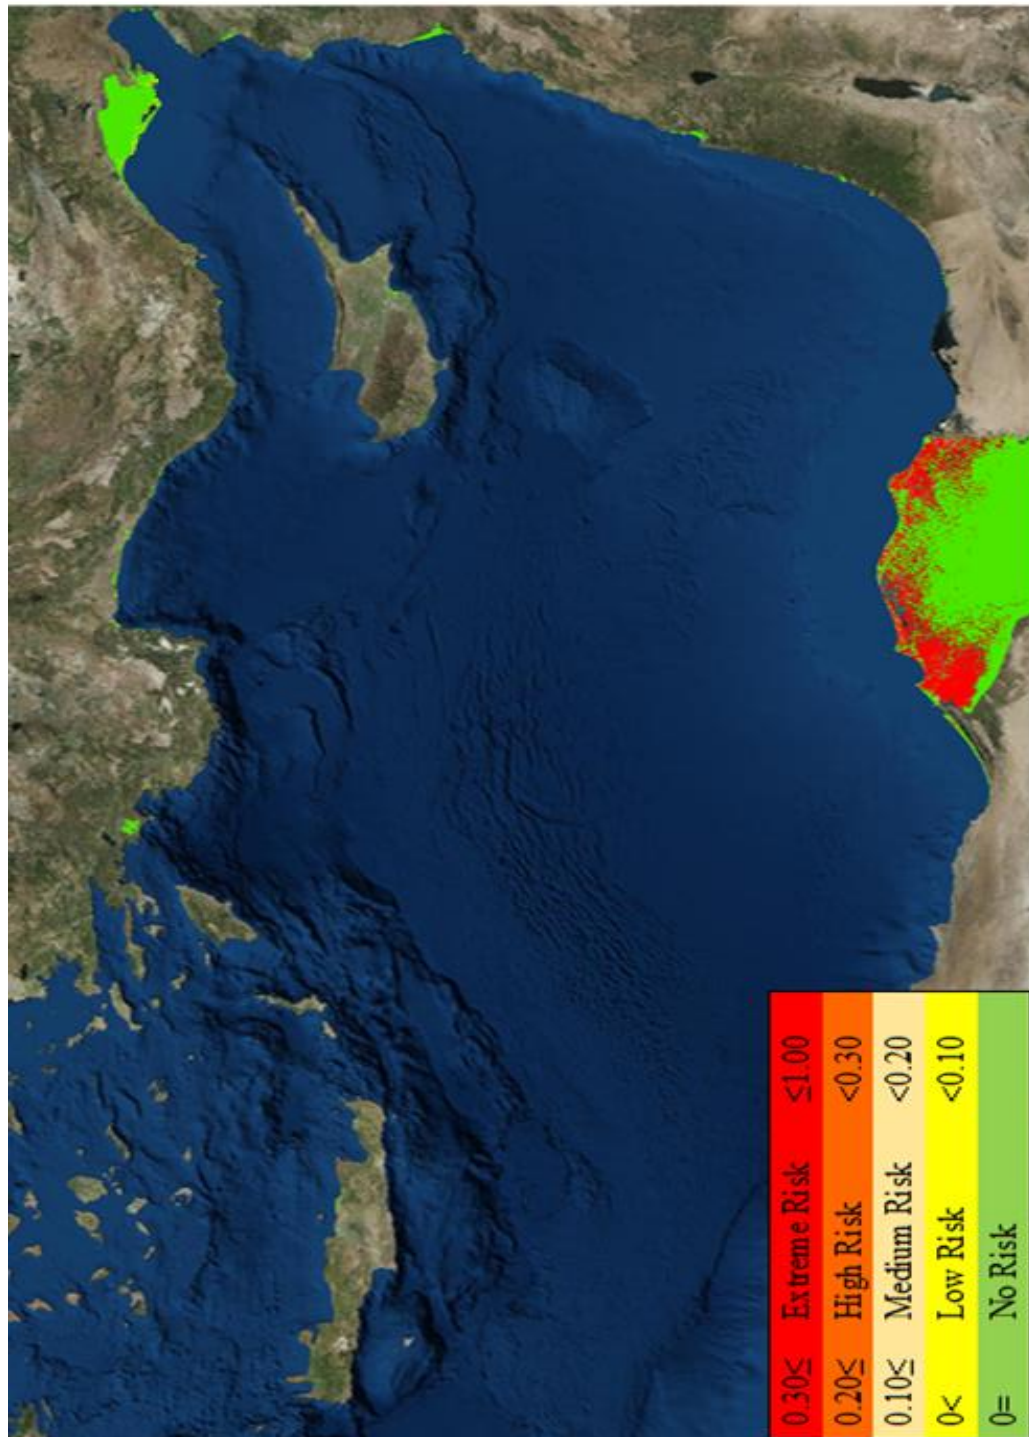 0.30≤ Extreme Risk ≤1.00
0.20≤ High Risk <0.30
0.10≤ Medium Risk <0.20
0< Low Risk <0.10
0= No Risk